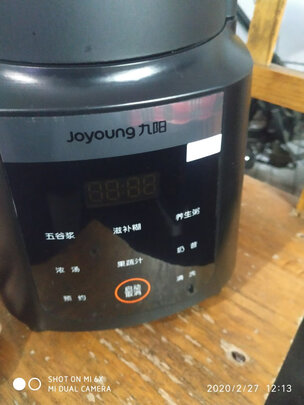 Joyoung 九阳
88:88
五谷浆 滋补糊 养生粥
浓汤 果蔬汁 奶昔
预约 启动 清洗
取消
SHOT ON MI 6X
MI DUAL CAMERA
2020/2/27 12:13